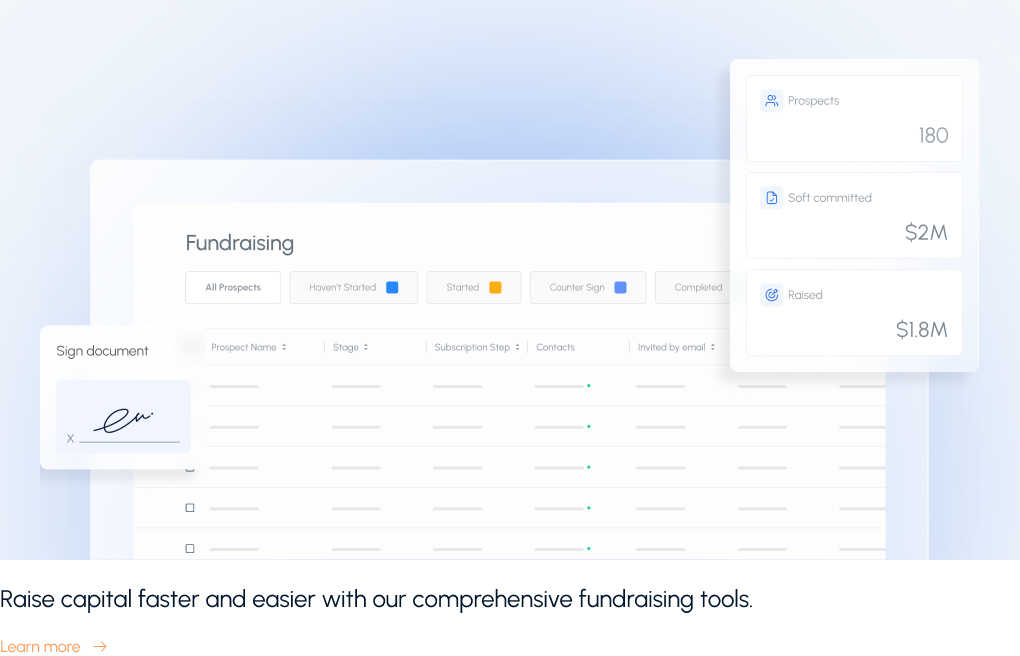 Prospects
180
Soft committed
$2M
Raised
$1.8M
Fundraising
All Prospects Haven't Started Started Counter Sign Completed
Sign document
X
Prospect Name Stage Subscription Step Contacts Invited by email
Raise capital faster and easier with our comprehensive fundraising tools.
Learn more →